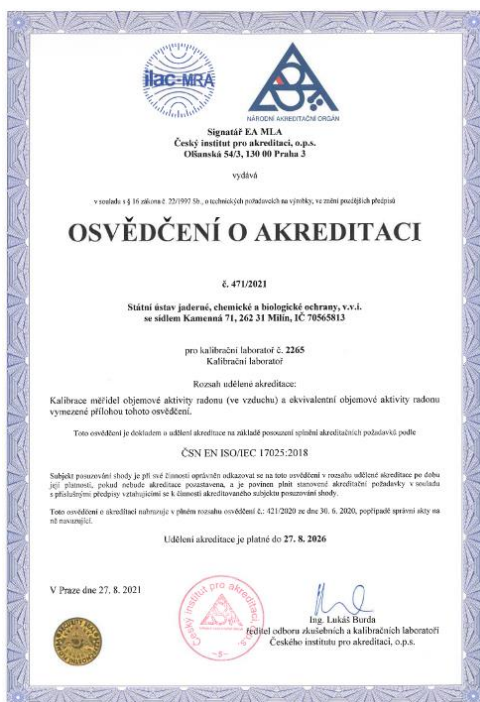 ilac-MRA
NÁRODNÍ AKREDITAČNÍ ORGÁN
Signatář EA MLA
Český institut pro akreditaci, o.p.s.
Olšanská 54/3, 130 00 Praha 3
vydává
v souladu s § 16 zákona č. 22/1997 Sb., o technických požadavcích na výrobky, ve znění pozdějších předpisů
OSVĚDČENÍ O AKREDITACI
č. 471/2021
Státní ústav jaderné, chemické a biologické ochrany, v.v.i.
se sídlem Kamenná 71, 262 31 Milín, IČ 70565813
pro kalibrační laboratoř č. 2265
Kalibrační laboratoř
Rozsah udělené akreditace:
Kalibrace měřidel objemové aktivity radonu (ve vzduchu) a ekvivalentní objemové aktivity radonu
vymezené přílohou tohoto osvědčení.
Toto osvědčení je dokladem o udělení akreditace na základě posouzení splnění akreditačních požadavků podle
ČSN EN ISO/IEC 17025:2018
Subjekt posuzování shody je při své činnosti oprávněn odkazovat se na toto osvědčení v rozsahu udělené akreditace po dobu
její platnosti, pokud nebude akreditace pozastavena, a je povinen plnit stanovené akreditační požadavky v souladu
s příslušnými předpisy vztahujícími se k činnosti akreditovaného subjektu posuzování shody.
Toto osvědčení o akreditaci nahrazuje v plném rozsahu osvědčení č.: 421/2020 ze dne 30. 6. 2020, popřípadě správní akty na
ně navazující.
Udělení akreditace je platné do 27. 8. 2026
V Praze dne 27. 8. 2021
Český institut pro akreditaci, o.p.s.
-5-
Ing. Lukáš Burda
ředitel odboru zkušebních a kalibračních laboratoří
Českého institutu pro akreditaci, o.p.s.